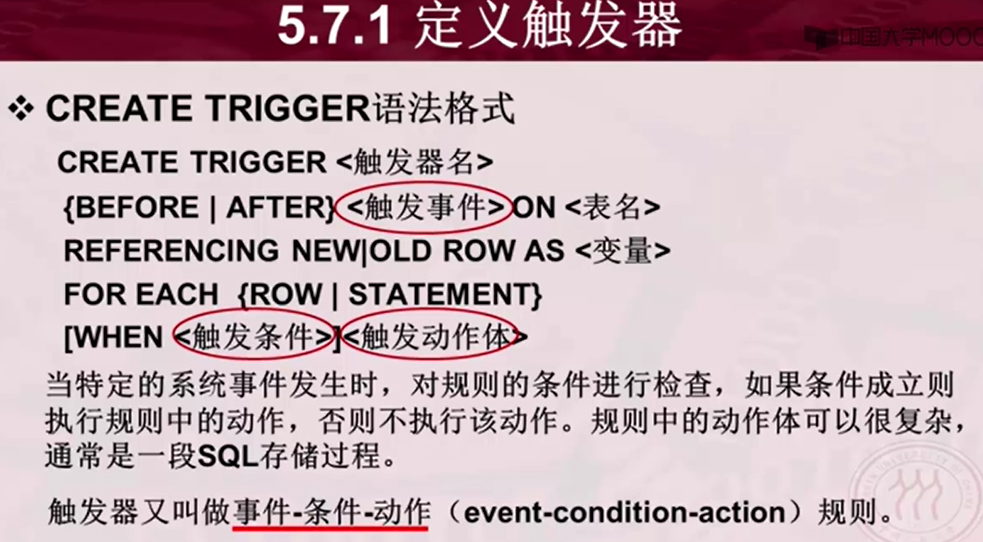 5.7.1 定义触发器
中国大学MOOC
❖ CREATE TRIGGER语法格式
CREATE TRIGGER <触发器名>
{BEFORE | AFTER} <触发事件> ON <表名>
REFERENCING NEW|OLD ROW AS <变量>
FOR EACH {ROW | STATEMENT}
[WHEN <触发条件>]<触发动作体>
当特定的系统事件发生时，对规则的条件进行检查，如果条件成立则
执行规则中的动作，否则不执行该动作。规则中的动作体可以很复杂，
通常是一段SQL存储过程。
触发器又叫做事件-条件-动作（event-condition-action）规则。